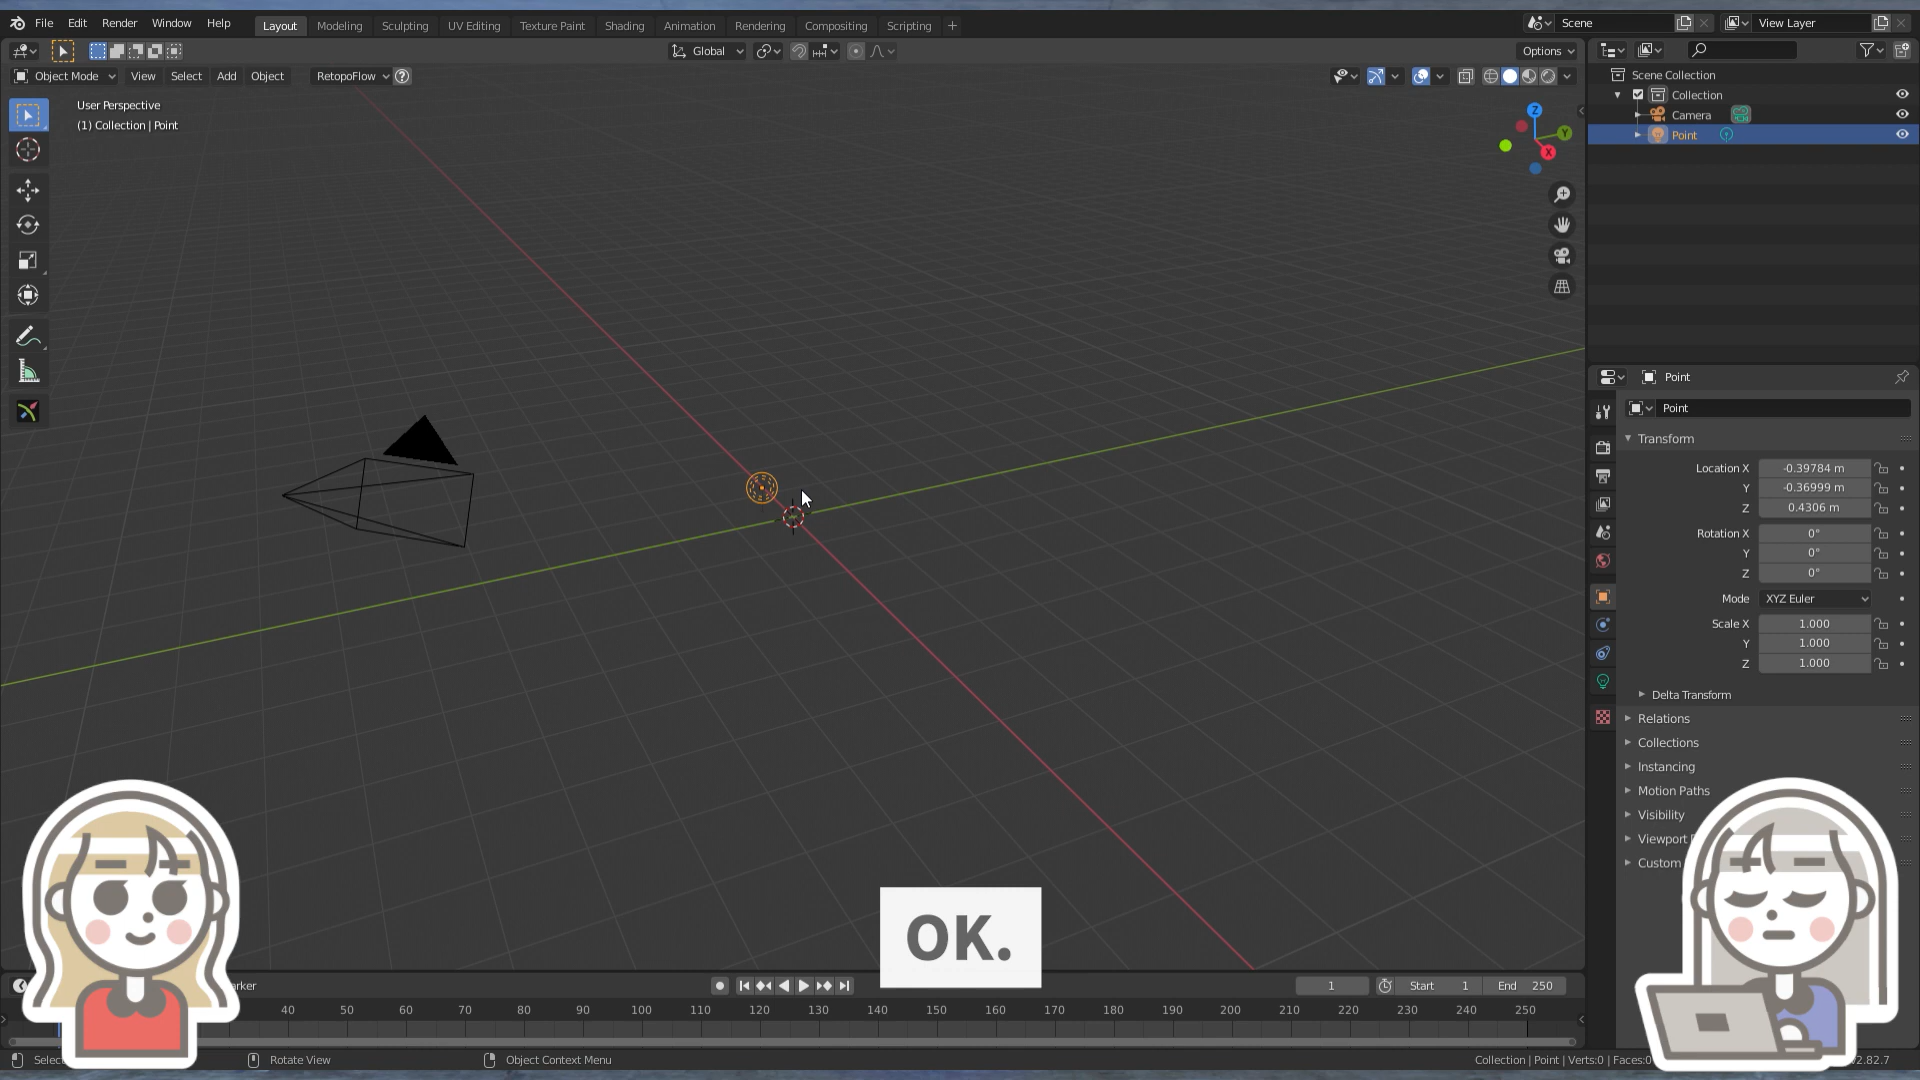 File Edit Render Window Help Layout Modeling Sculpting UV Editing Texture Paint Shading Animation Rendering Compositing Scripting + Scene View Layer
Global Options
Object Mode View Select Add Object RetopoFlow
User Perspective
(1) Collection | Point
Z
Y
X
Scene Collection
Collection
Camera
Point
Point
Point
Transform
Location X -0.39784 m
Y -0.36999 m
Z 0.4306 m
Rotation X 0°
Y 0°
Z 0°
Mode XYZ Euler
Scale X 1.000
Y 1.000
Z 1.000
Delta Transform
Relations
Collections
Instancing
Motion Paths
Visibility
Viewport
Custom
OK.
arker 1 Start 1 End 250
40 50 60 70 80 90 100 110 120 130 140 150 160 170 180 190 200 210 220 230 240 250
Selec Rotate View Object Context Menu Collection | Point | Verts:0 | Faces:0 2.82.7